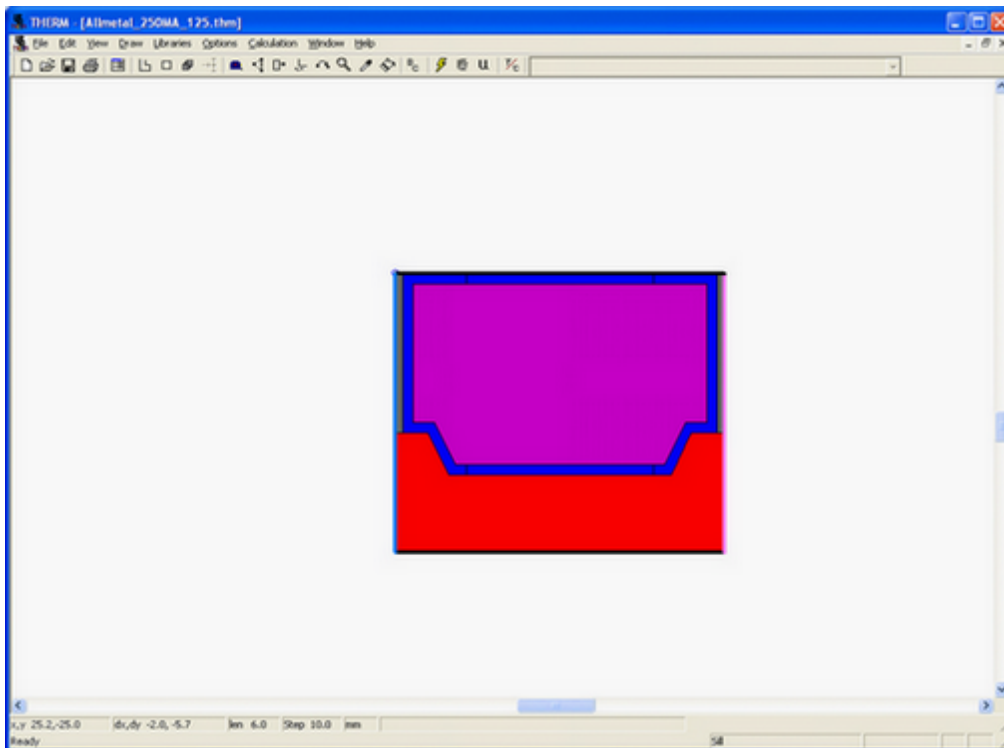 THERM - [Allmetal_250MA_125.thm]
File Edit View Draw Libraries Options Calculation Window Help
x,y 25.2,-25.0 dx,dy -2.0, -5.7 len 6.0 Step 10.0 mm
Ready Sill